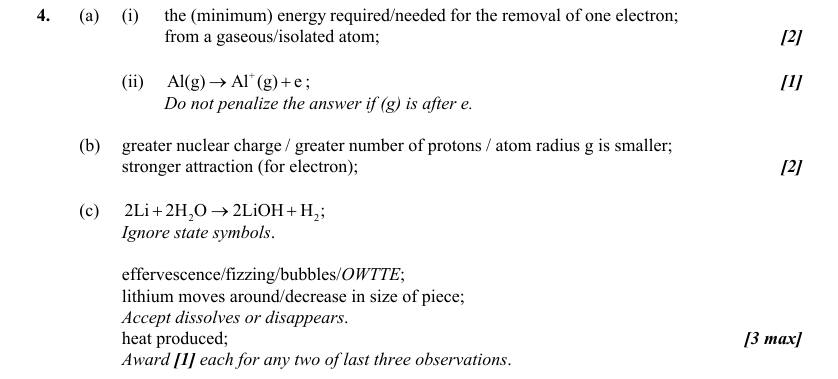 4. (a) (i) the (minimum) energy required/needed for the removal of one electron;
from a gaseous/isolated atom; [2]
(ii) Al(g) → Al⁺(g) + e ; [1]
Do not penalize the answer if (g) is after e.
(b) greater nuclear charge / greater number of protons / atom radius g is smaller;
stronger attraction (for electron); [2]
(c) 2Li + 2H₂O → 2LiOH + H₂;
Ignore state symbols.
effervescence/fizzing/bubbles/OWTTE;
lithium moves around/decrease in size of piece;
Accept dissolves or disappears.
heat produced; [3 max]
Award [1] each for any two of last three observations.